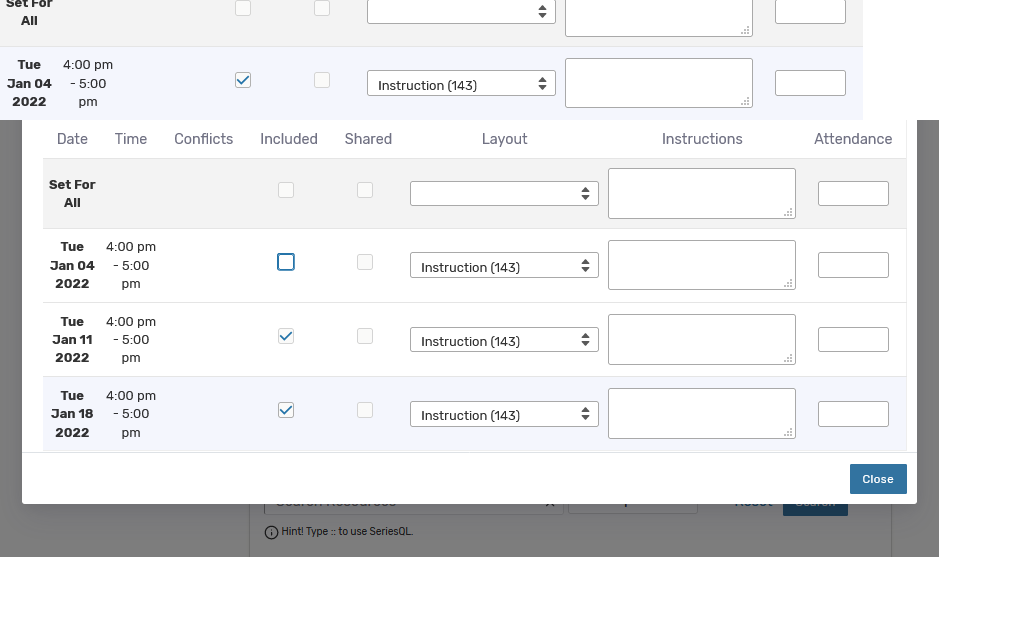 Set For
All
Tue
Jan 04
2022
4:00 pm
- 5:00
pm
Instruction (143)
Date Time Conflicts Included Shared Layout Instructions Attendance
Set For
All
Tue
Jan 04
2022
4:00 pm
- 5:00
pm
Instruction (143)
Tue
Jan 11
2022
4:00 pm
- 5:00
pm
Instruction (143)
Tue
Jan 18
2022
4:00 pm
- 5:00
pm
Instruction (143)
Close
Hint! Type :: to use SeriesQL.